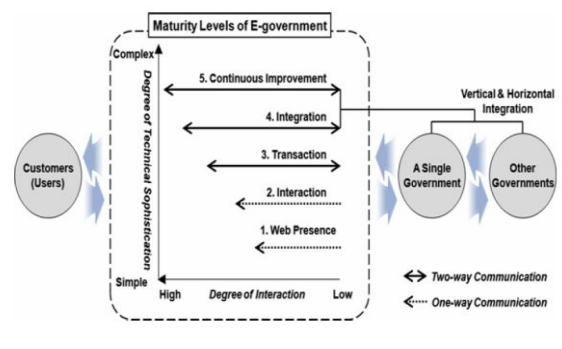 Maturity Levels of E-government
Complex
Degree of Technical Sophistication
5. Continuous Improvement
4. Integration
3. Transaction
2. Interaction
1. Web Presence
Simple
High
Degree of Interaction
Low
Customers
(Users)
Vertical & Horizontal
Integration
A Single
Government
Other
Governments
Two-way Communication
One-way Communication